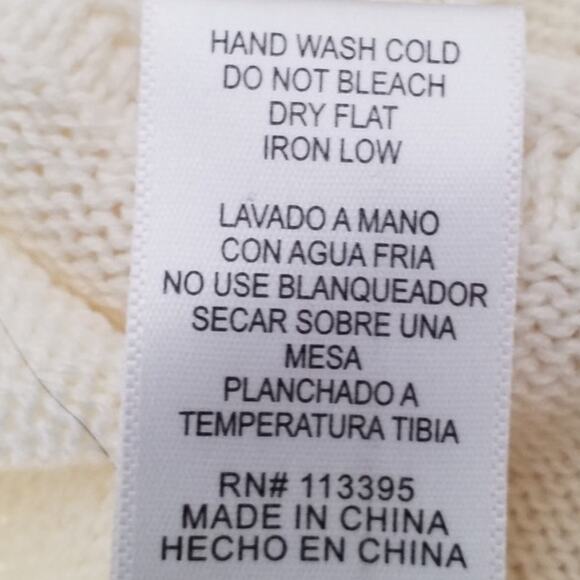 HAND WASH COLD
DO NOT BLEACH
DRY FLAT
IRON LOW
LAVADO A MANO
CON AGUA FRIA
NO USE BLANQUEADOR
SECAR SOBRE UNA
MESA
PLANCHADO A
TEMPERATURA TIBIA
RN# 113395
MADE IN CHINA
HECHO EN CHINA